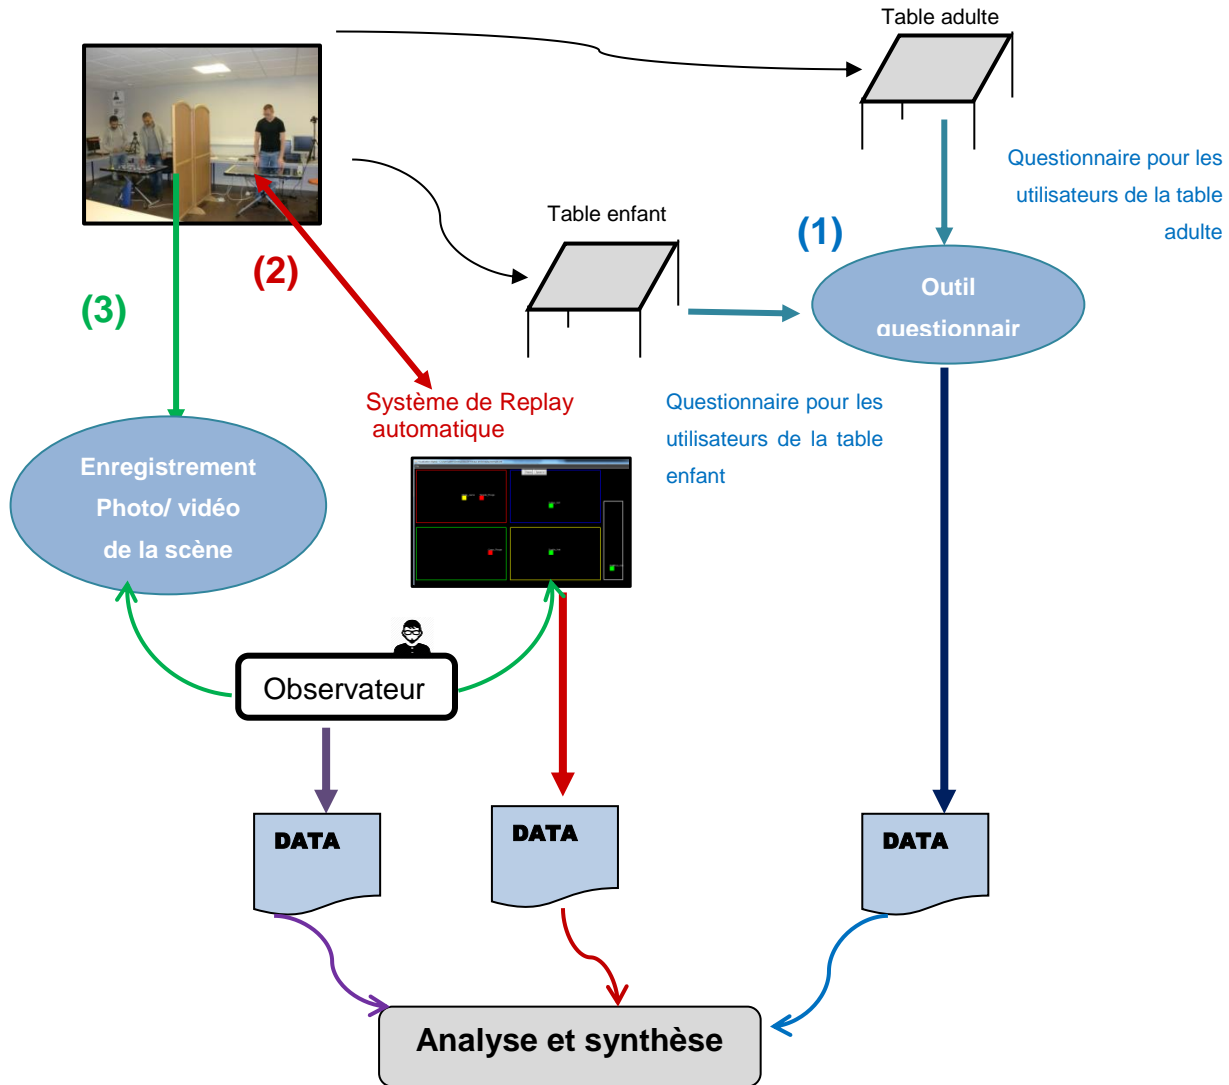 Table adulte
Questionnaire pour les
utilisateurs de la table
adulte
Table enfant
(1)
(2)
(3)
Outil
questionnair
Système de Replay
automatique
Questionnaire pour les
utilisateurs de la table
enfant
Enregistrement
Photo/ vidéo
de la scène
Observateur
DATA
DATA
DATA
Analyse et synthèse